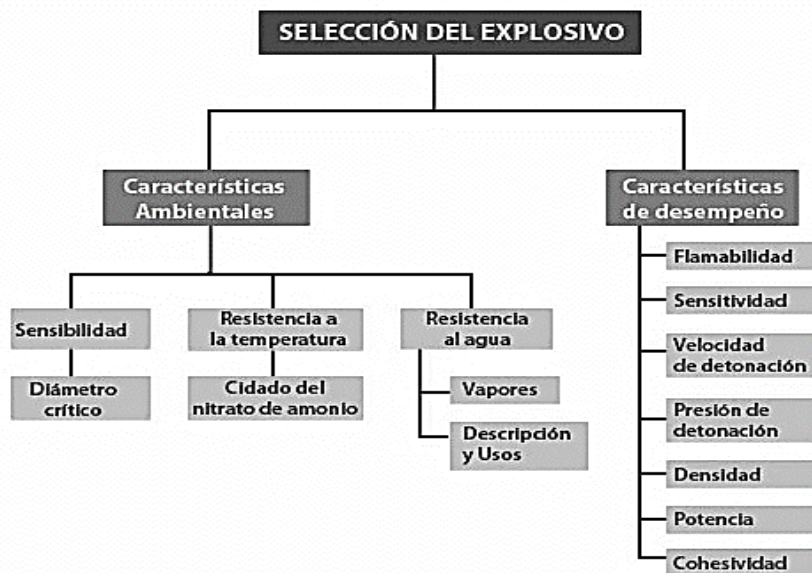 SELECCIÓN DEL EXPLOSIVO
Características
Ambientales
Sensibilidad
Diámetro
crítico
Resistencia a
la temperatura
Cidado del
nitrato de amonio
Resistencia
al agua
Vapores
Descripción
y Usos
Características
de desempeño
Flamabilidad
Sensitividad
Velocidad
de detonación
Presión de
detonación
Densidad
Potencia
Cohesividad